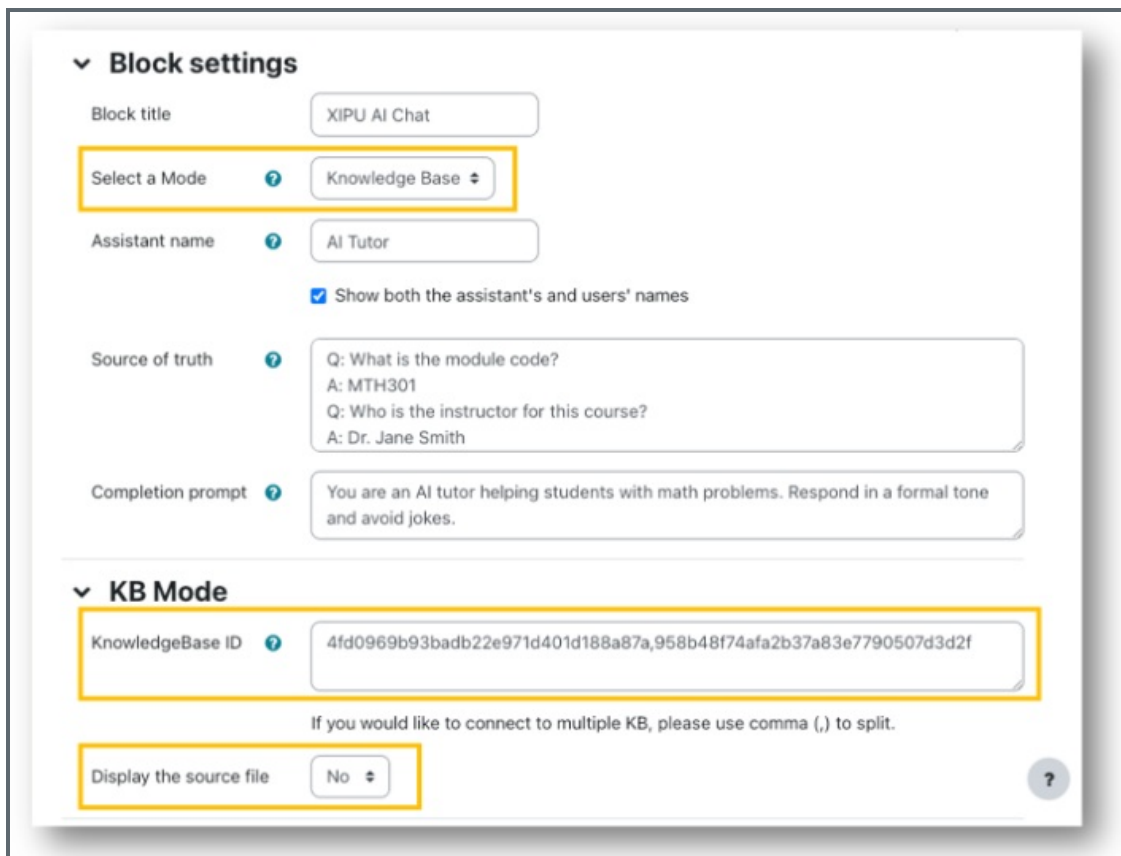 Block settings
Block title
XIPU AI Chat
Select a Mode ?
Knowledge Base
Assistant name ?
AI Tutor
Show both the assistant's and users' names
Source of truth ?
Q: What is the module code?
A: MTH301
Q: Who is the instructor for this course?
A: Dr. Jane Smith
Completion prompt ?
You are an AI tutor helping students with math problems. Respond in a formal tone
and avoid jokes.
KB Mode
KnowledgeBase ID ?
4fd0969b93badb22e971d401d188a87a,958b48f74afa2b37a83e7790507d3d2f
If you would like to connect to multiple KB, please use comma (,) to split.
Display the source file
No
?